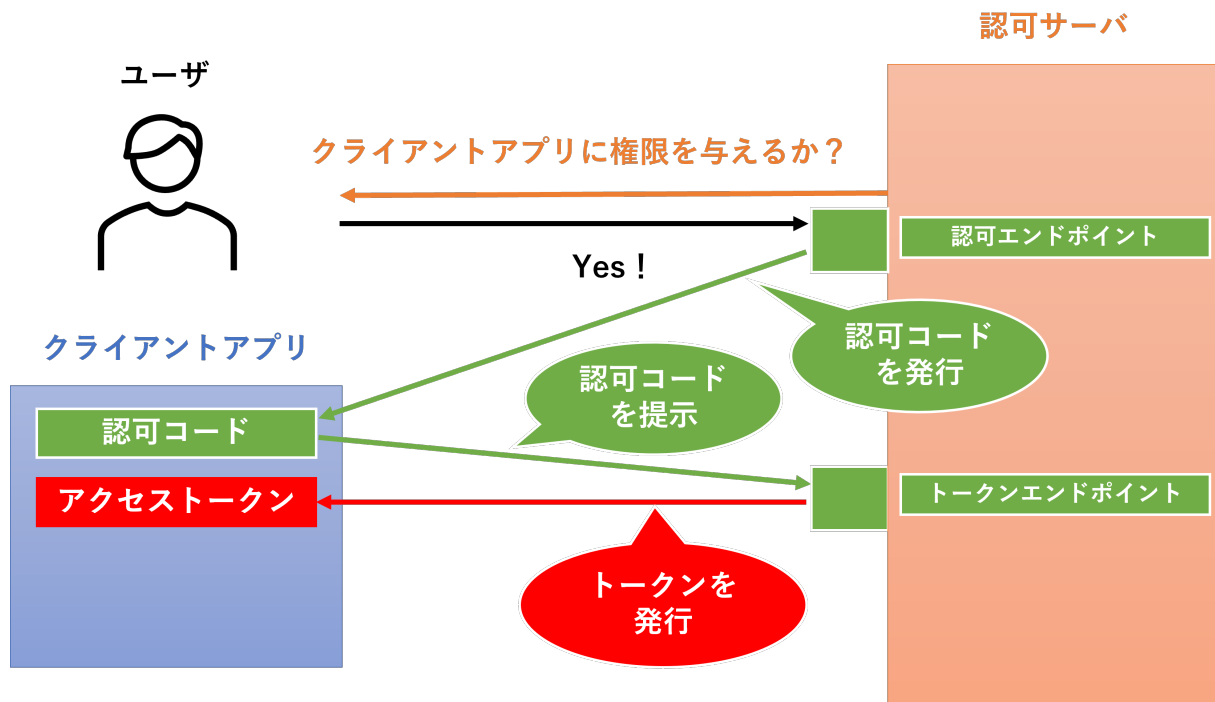 認可サーバ
ユーザ
クライアントアプリに権限を与えるか？
認可エンドポイント
Yes！
認可コード
を発行
クライアントアプリ
認可コード
を提示
認可コード
アクセストークン
トークンエンドポイント
トークンを
発行